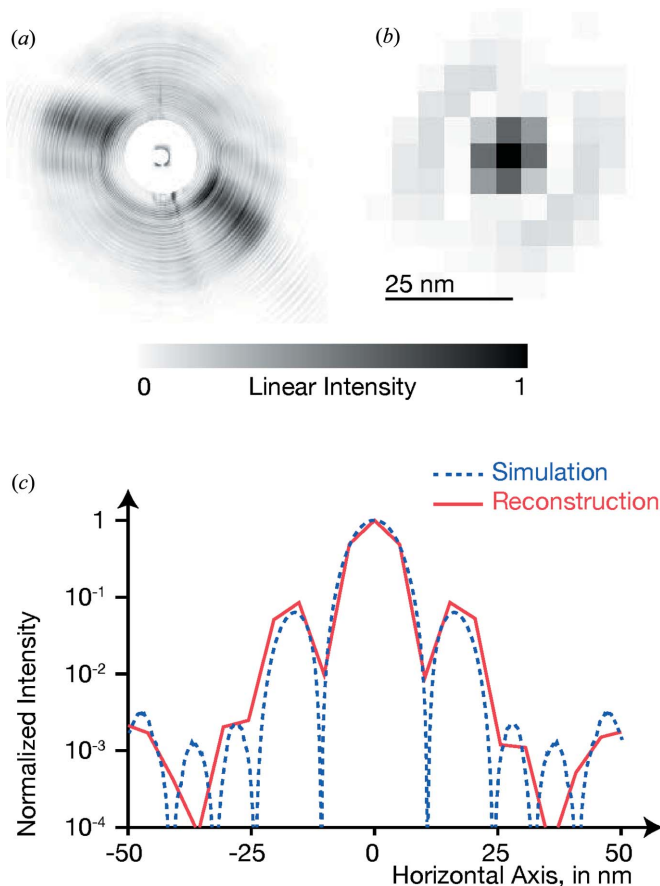 (a)
(b)
25 nm
0 Linear Intensity 1
(c)
Simulation
Reconstruction
Normalized Intensity
1
10⁻¹
10⁻²
10⁻³
10⁻⁴
-50 -25 0 25 50
Horizontal Axis, in nm